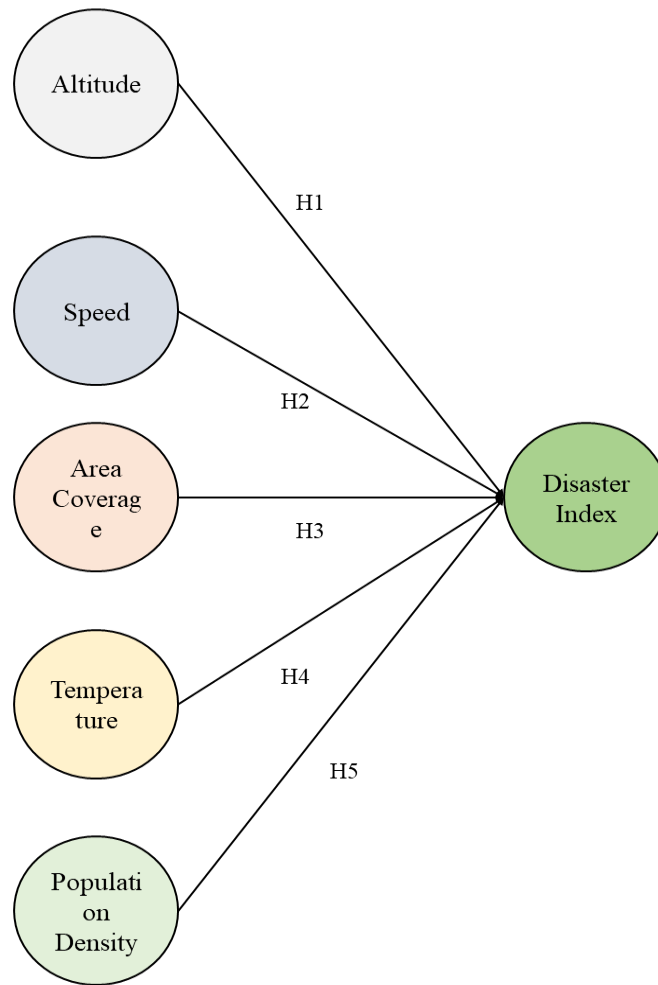 Altitude
H1
Speed
H2
Area
Coverag
e
H3
Disaster
Index
Tempera
ture
H4
H5
Populati
on
Density